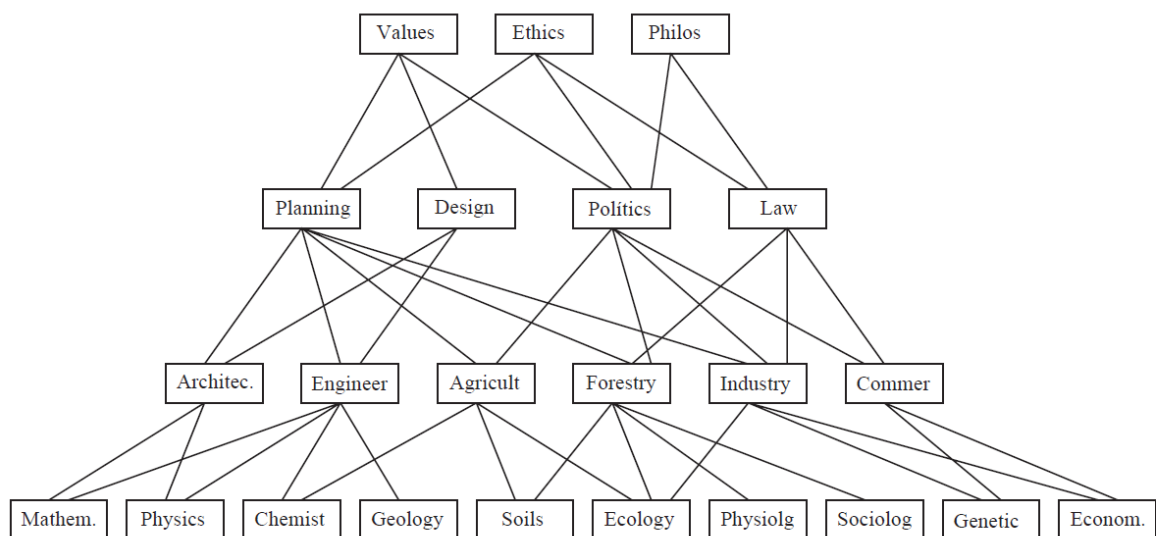 Values
Ethics
Philos
Planning
Design
Polítics
Law
Architec.
Engineer
Agricult
Forestry
Industry
Commer
Mathem.
Physics
Chemist
Geology
Soils
Ecology
Physiolg
Sociolog
Genetic
Econom.